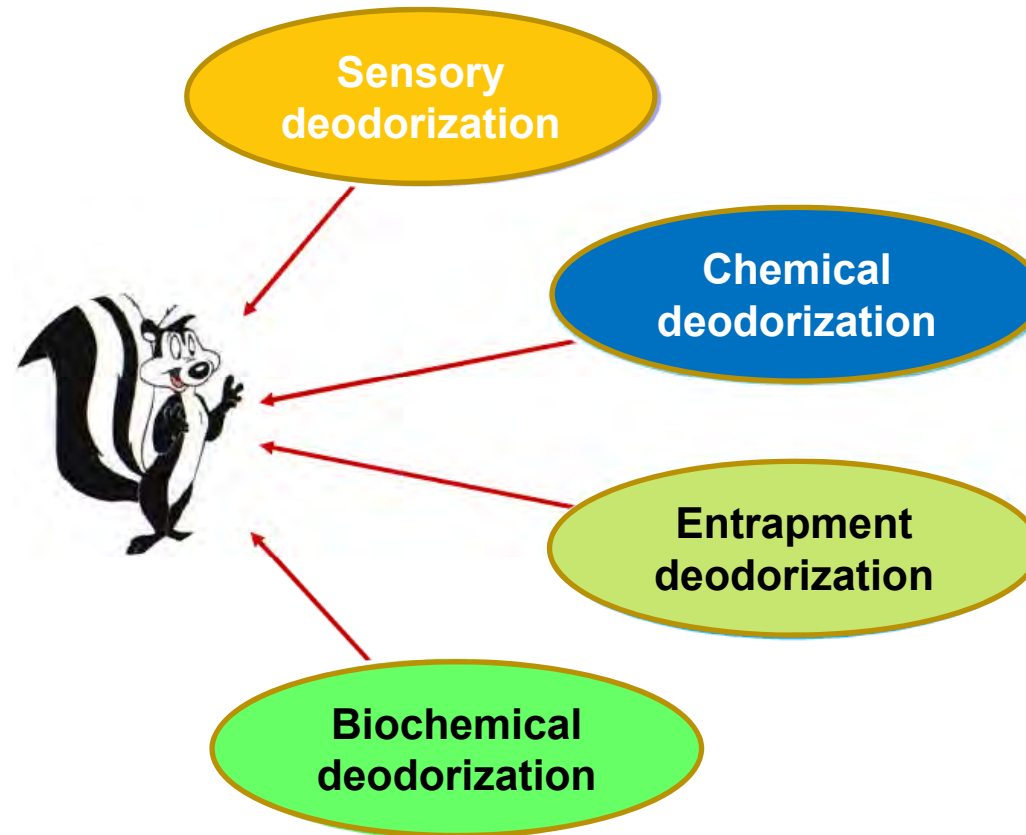 Sensory
deodorization
Chemical
deodorization
Entrapment
deodorization
Biochemical
deodorization